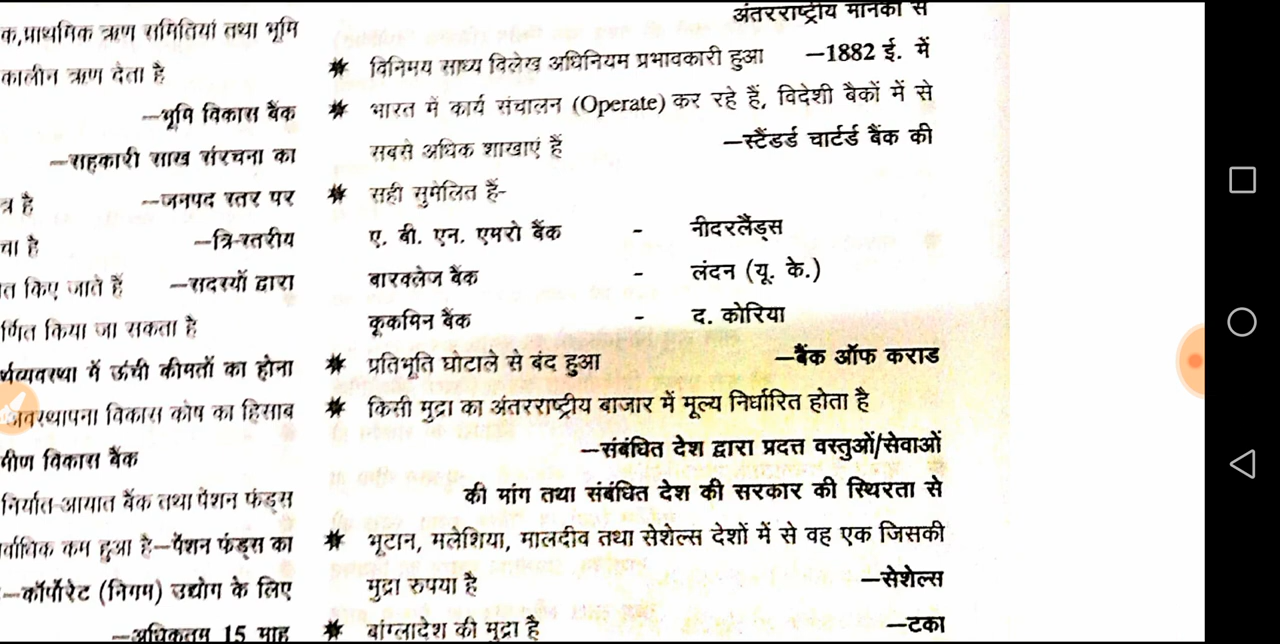 क,प्राथमिक ऋण समितियां तथा भूमि
कालीन ऋण देता है
–भूमि विकास बैंक
–सहकारी साख संरचना का
त्र है –जनपद स्तर पर
चा है –त्रि-स्तरीय
त किए जाते हैं –सदस्यों द्वारा
र्मित किया जा सकता है
र्थव्यवस्था में ऊंची कीमतों का होना
अवस्थापना विकास कोष का हिसाब
मीण विकास बैंक
निर्यात-आयात बैंक तथा पेंशन फंड्स
र्वाधिक कम हुआ है–पेंशन फंड्स का
–कॉर्पोरेट (निगम) उद्योग के लिए
–अधिकतम 15 माह
अंतरराष्ट्रीय मानकों से
* विनिमय साध्य विलेख अधिनियम प्रभावकारी हुआ –1882 ई. में
* भारत में कार्य संचालन (Operate) कर रहे हैं, विदेशी बैकों में से
सबसे अधिक शाखाएं हैं –स्टैंडर्ड चार्टर्ड बैंक की
* सही सुमेलित हैं-
ए. बी. एन. एमरो बैंक - नीदरलैंड्स
बारक्लेज बैंक - लंदन (यू. के.)
कूकमिन बैंक - द. कोरिया
* प्रतिभूति घोटाले से बंद हुआ –बैंक ऑफ कराड
* किसी मुद्रा का अंतरराष्ट्रीय बाजार में मूल्य निर्धारित होता है
–संबंधित देश द्वारा प्रदत्त वस्तुओं/सेवाओं
की मांग तथा संबंधित देश की सरकार की स्थिरता से
* भूटान, मलेशिया, मालदीव तथा सेशेल्स देशों में से वह एक जिसकी
मुद्रा रुपया है –सेशेल्स
* बांग्लादेश की मुद्रा है –टका